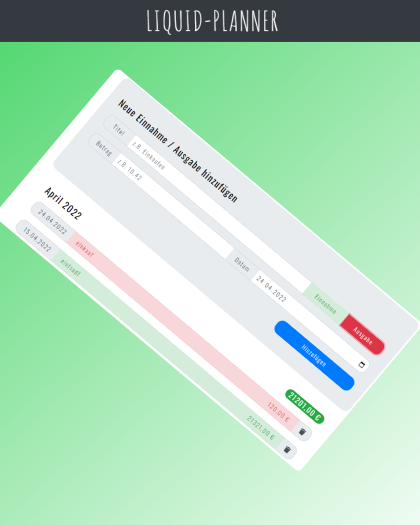 LIQUID-PLANNER
Neue Einnahme / Ausgabe hinzufügen
Titel z.B. Einkaufen Einnahme Ausgabe
Betrag z.B. 10,42 Datum 24.04.2022
Hinzufügen
April 2022 21201,00 €
24.04.2022 einkauf 120,00 €
15.04.2022 auftrag1 21321,00 €